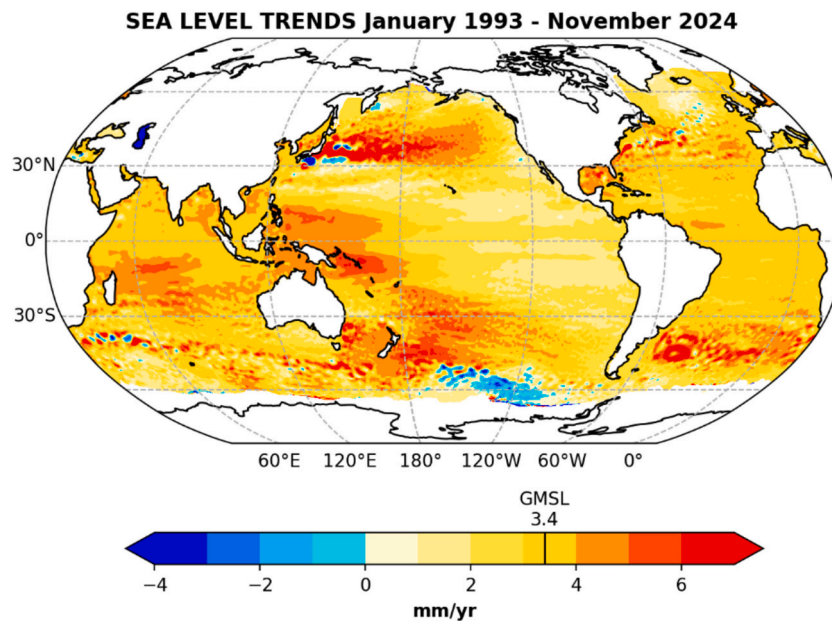 SEA LEVEL TRENDS January 1993 - November 2024
30°N
0°
30°S
60°E 120°E 180° 120°W 60°W 0°
GMSL
3.4
−4 −2 0 2 4 6
mm/yr